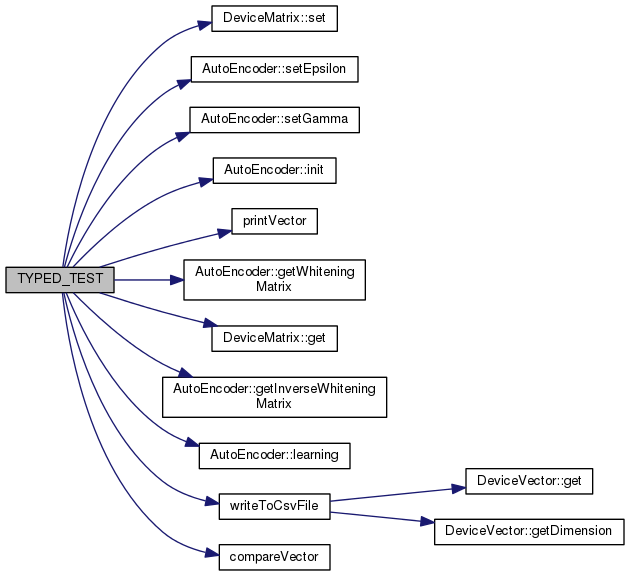 DeviceMatrix::set
AutoEncoder::setEpsilon
AutoEncoder::setGamma
AutoEncoder::init
printVector
TYPED_TEST
AutoEncoder::getWhitening
Matrix
DeviceMatrix::get
AutoEncoder::getInverseWhitening
Matrix
AutoEncoder::learning
writeToCsvFile
DeviceVector::get
DeviceVector::getDimension
compareVector